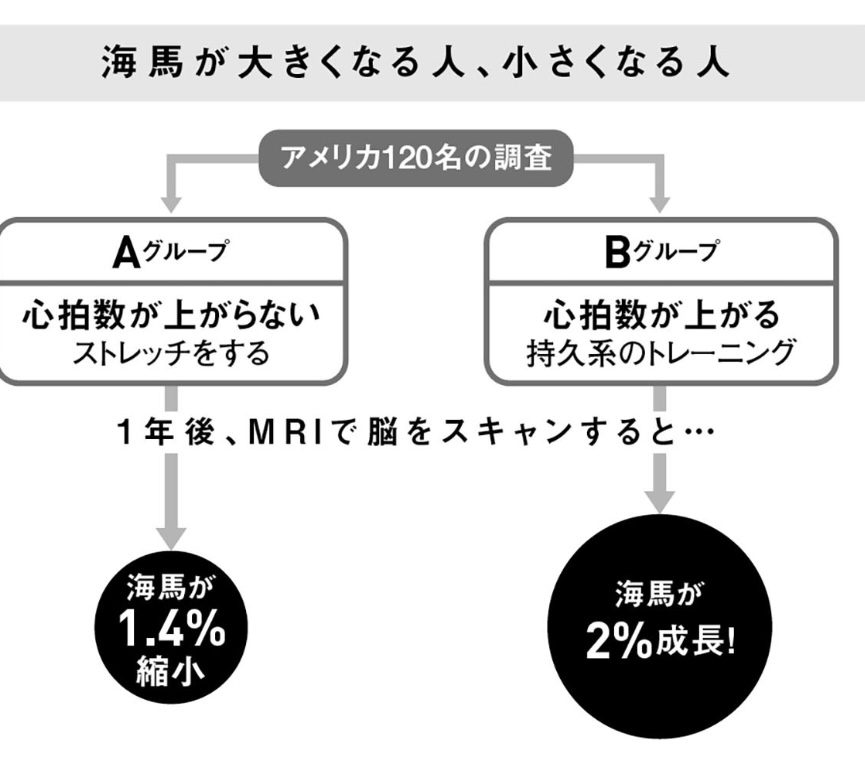 海馬が大きくなる人、小さくなる人
アメリカ120名の調査
Aグループ
心拍数が上がらない
ストレッチをする
Bグループ
心拍数が上がる
持久系のトレーニング
1年後、MRIで脳をスキャンすると…
海馬が
1.4%
縮小
海馬が
2%成長!